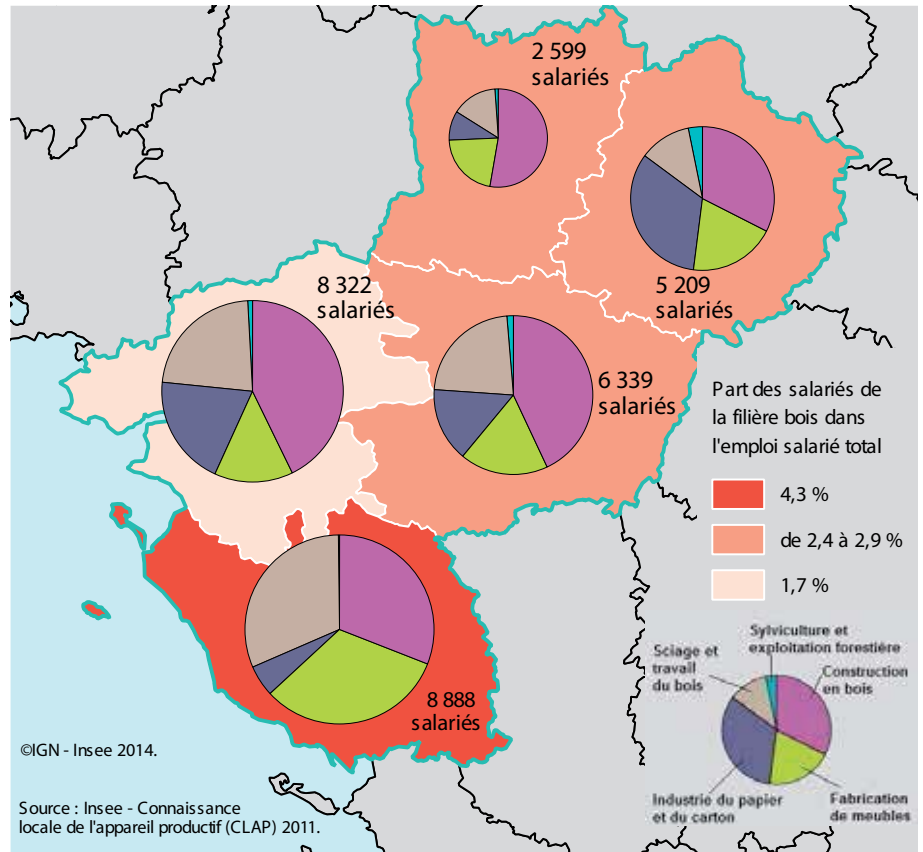 2 599
salariés
5 209
salariés
8 322
salariés
6 339
salariés
8 888
salariés
Part des salariés de
la filière bois dans
l'emploi salarié total
4,3 %
de 2,4 à 2,9 %
1,7 %
Sylviculture et
exploitation forestière
Sciage et
travail
du bois
Construction
en bois
Industrie du papier
et du carton
Fabrication
de meubles
©IGN - Insee 2014.
Source : Insee - Connaissance
locale de l'appareil productif (CLAP) 2011.